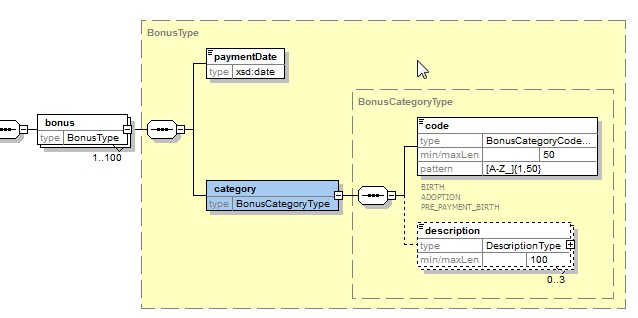 BonusType
paymentDate
type xsd:date
BonusCategoryType
bonus
type BonusType
1..100
code
type BonusCategoryCode...
min/maxLen 50
pattern [A-Z_]{1,50}
category
type BonusCategoryType
BIRTH
ADOPTION
PRE_PAYMENT_BIRTH
description
type DescriptionType
min/maxLen 100
0..3